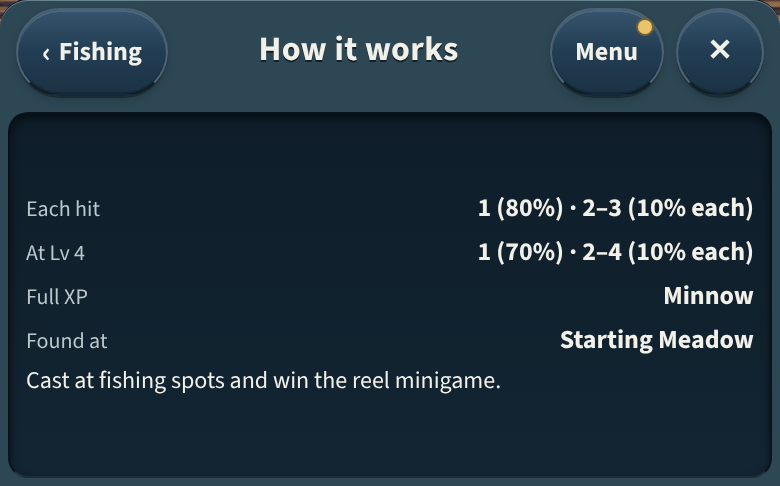 ‹ Fishing
How it works
Menu
✕
Each hit
1 (80%) · 2–3 (10% each)
At Lv 4
1 (70%) · 2–4 (10% each)
Full XP
Minnow
Found at
Starting Meadow
Cast at fishing spots and win the reel minigame.